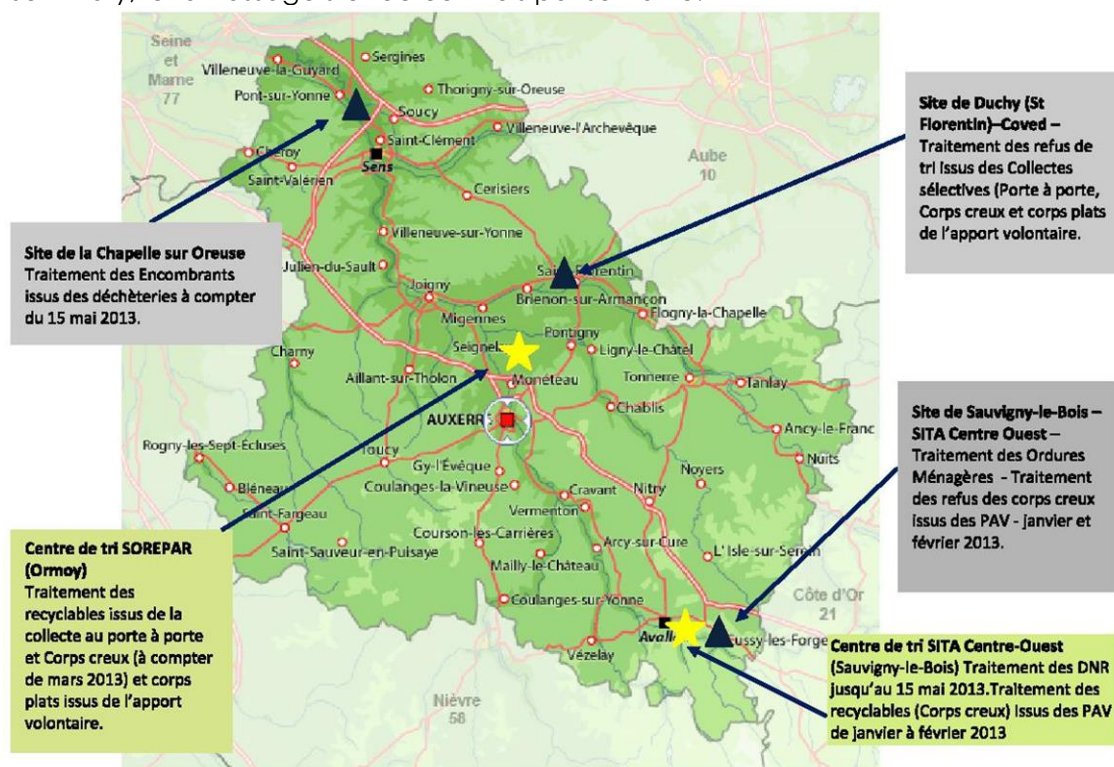 Seine
et
Marne
77
Sergines
Villeneuve-la-Guyard
Pont-sur-Yonne
Thorigny-sur-Oreuse
Soucy
Saint-Clément
Villeneuve-l'Archevêque
Chéroy
Saint-Valérien
Sens
Aube
10
Cerisiers
Villeneuve-sur-Yonne
Julien-du-Sault
Joigny
Brienon-sur-Armançon
Migennes
Flogny-la-Chapelle
Charny
Pontigny
Ligny-le-Châtel
Aillant-sur-Tholon
Monéteau
Tonnerre
Tanlay
Chablis
AUXERR
Ancy-le-Franc
Rogny-les-Sept-Écluses
Toucy
Gy-l'Évêque
Noyers
Nuits
Bléneau
Coulanges-la-Vineuse
Cravant
Nitry
Saint-Fargeau
Vermenton
Courson-les-Carrières
Saint-Sauveur-en-Puisaye
Arcy-sur-Cure
L'Isle-sur-Serein
Mailly-le-Château
Coulanges-sur-Yonne
Côte d'Or
21
Vézelay
Nièvre
58
Site de Duchy (St
Florentin)–Coved –
Traitement des refus de
tri issus des Collectes
sélectives (Porte à porte,
Corps creux et corps plats
de l'apport volontaire.
Site de la Chapelle sur Oreuse
Traitement des Encombrants
issus des déchèteries à compter
du 15 mai 2013.
Site de Sauvigny-le-Bois –
SITA Centre Ouest –
Traitement des Ordures
Ménagères - Traitement
des refus des corps creux
issus des PAV - janvier et
février 2013.
Centre de tri SOREPAR
(Ormoy)
Traitement des
recyclables issus de la
collecte au porte à porte
et Corps creux (à compter
de mars 2013) et corps
plats issus de l'apport
volontaire.
Centre de tri SITA Centre-Ouest
(Sauvigny-le-Bois) Traitement des DNR
jusqu'au 15 mai 2013.Traitement des
recyclables (Corps creux) issus des PAV
de janvier à février 2013